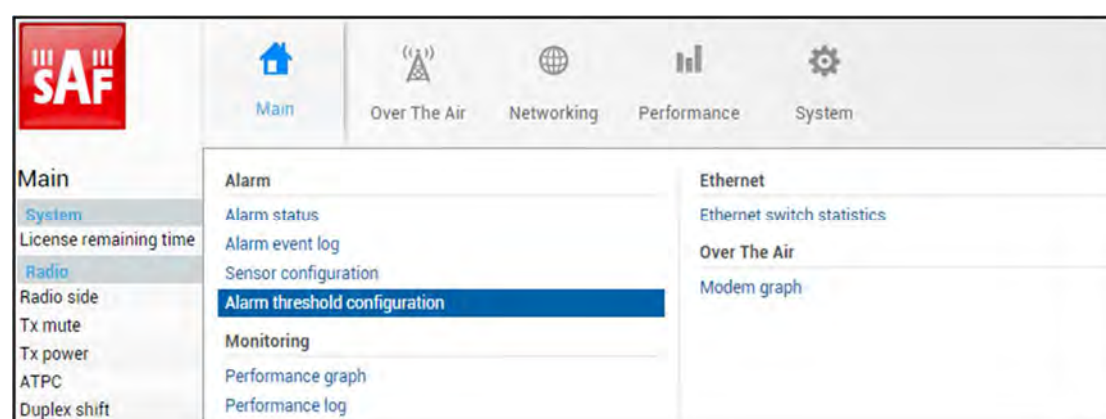 SAF
Main
Over The Air
Networking
Performance
System
Main
System
License remaining time
Radio
Radio side
Tx mute
Tx power
ATPC
Duplex shift
Alarm
Alarm status
Alarm event log
Sensor configuration
Alarm threshold configuration
Monitoring
Performance graph
Performance log
Ethernet
Ethernet switch statistics
Over The Air
Modem graph